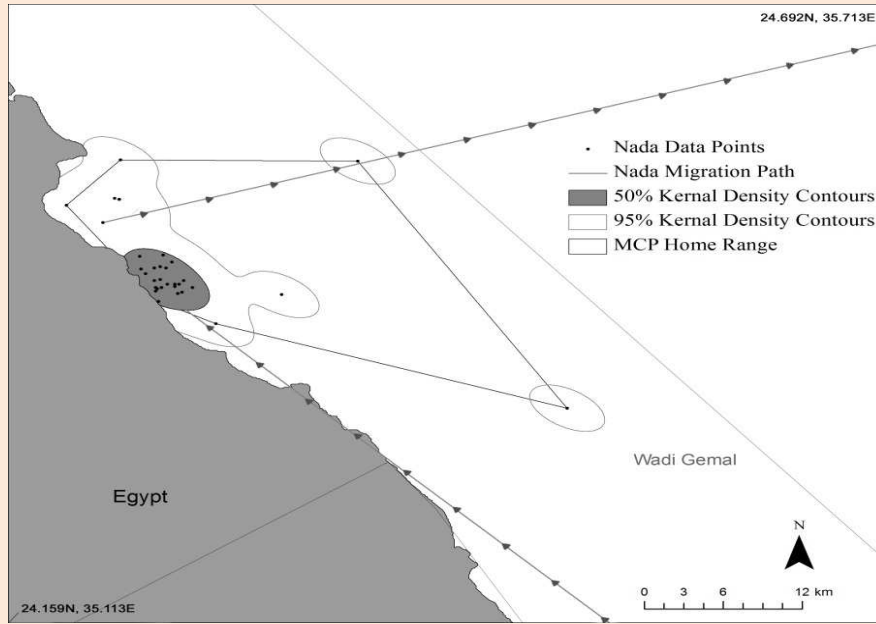 24.692N, 35.713E
Nada Data Points
Nada Migration Path
50% Kernal Density Contours
95% Kernal Density Contours
MCP Home Range
Wadi Gemal
Egypt
N
24.159N, 35.113E
0 3 6 12 km